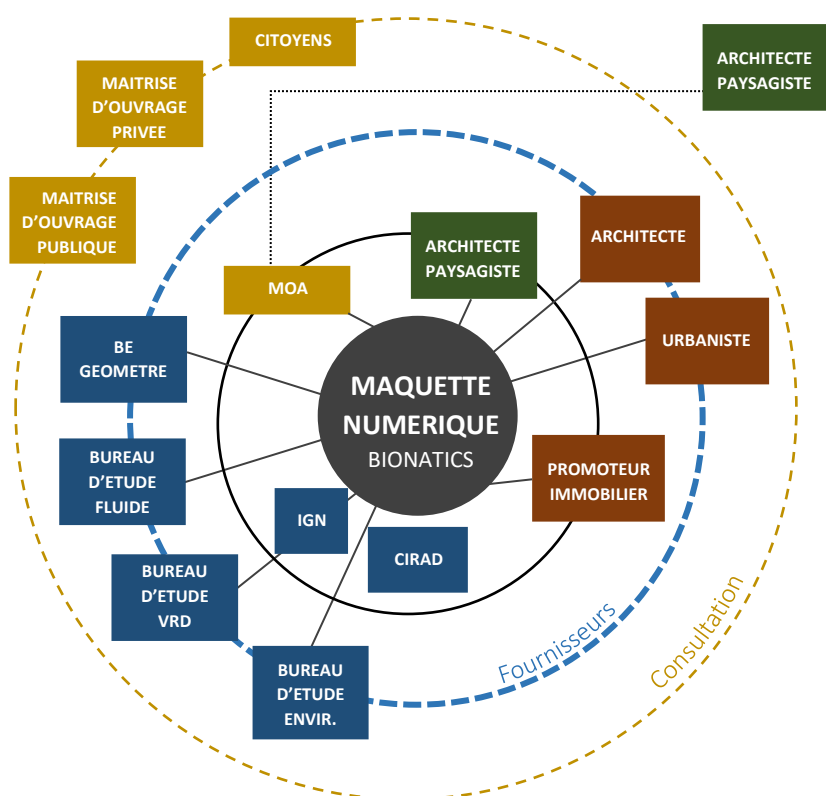 CITOYENS
ARCHITECTE
PAYSAGISTE
MAITRISE
D'OUVRAGE
PRIVEE
MAITRISE
D'OUVRAGE
PUBLIQUE
ARCHITECTE
PAYSAGISTE
ARCHITECTE
MOA
BE
GEOMETRE
URBANISTE
MAQUETTE
NUMERIQUE
BIONATICS
BUREAU
D'ETUDE
FLUIDE
PROMOTEUR
IMMOBILIER
IGN
CIRAD
BUREAU
D'ETUDE
VRD
BUREAU
D'ETUDE
ENVIR.
Fournisseurs
Consultation